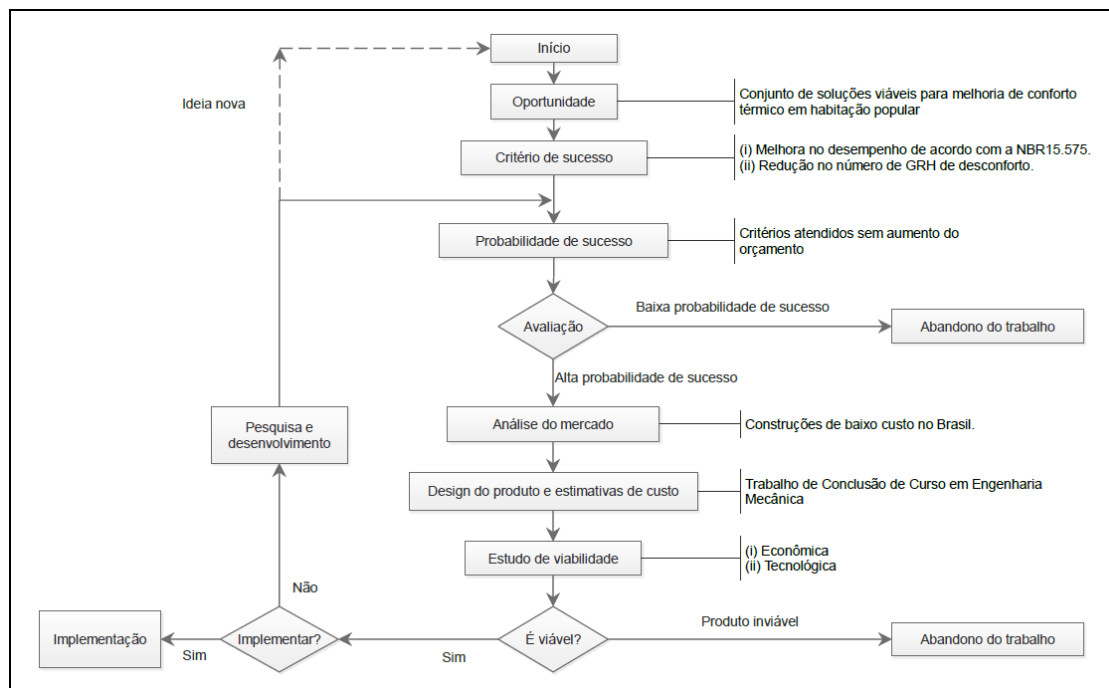 Início
Ideia nova
Oportunidade
Conjunto de soluções viáveis para melhoria de conforto
térmico em habitação popular
Critério de sucesso
(i) Melhora no desempenho de acordo com a NBR15.575.
(ii) Redução no número de GRH de desconforto.
Probabilidade de sucesso
Critérios atendidos sem aumento do
orçamento
Avaliação
Baixa probabilidade de sucesso
Abandono do trabalho
Alta probabilidade de sucesso
Pesquisa e
desenvolvimento
Análise do mercado
Construções de baixo custo no Brasil.
Design do produto e estimativas de custo
Trabalho de Conclusão de Curso em Engenharia
Mecânica
Estudo de viabilidade
(i) Econômica
(ii) Tecnológica
Não
Implementação
Sim
Implementar?
Sim
É viável?
Produto inviável
Abandono do trabalho